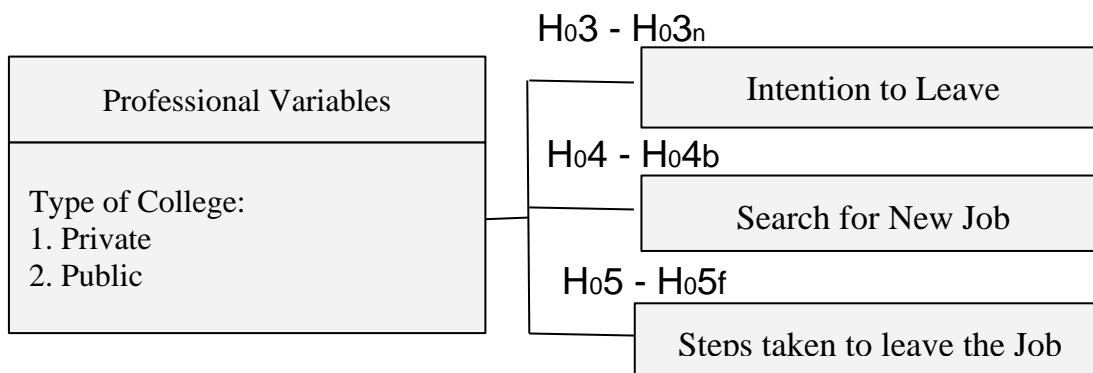 H03 - H03n
Professional Variables
Intention to Leave
H04 - H04b
Type of College:
1. Private
2. Public
Search for New Job
H05 - H05f
Steps taken to leave the Job